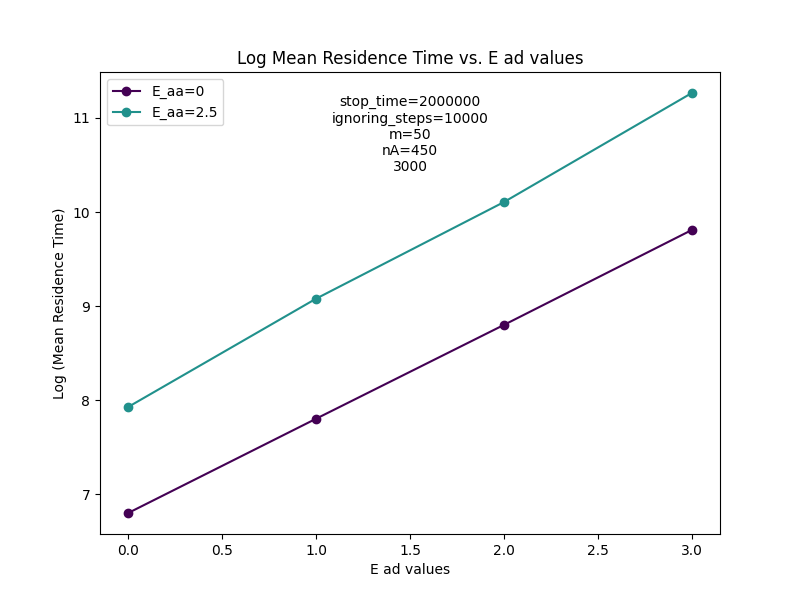 Log Mean Residence Time vs. E ad values
E_aa=0
E_aa=2.5
stop_time=2000000
ignoring_steps=10000
m=50
nA=450
3000
Log (Mean Residence Time)
11
10
9
8
7
0.0 0.5 1.0 1.5 2.0 2.5 3.0
E ad values